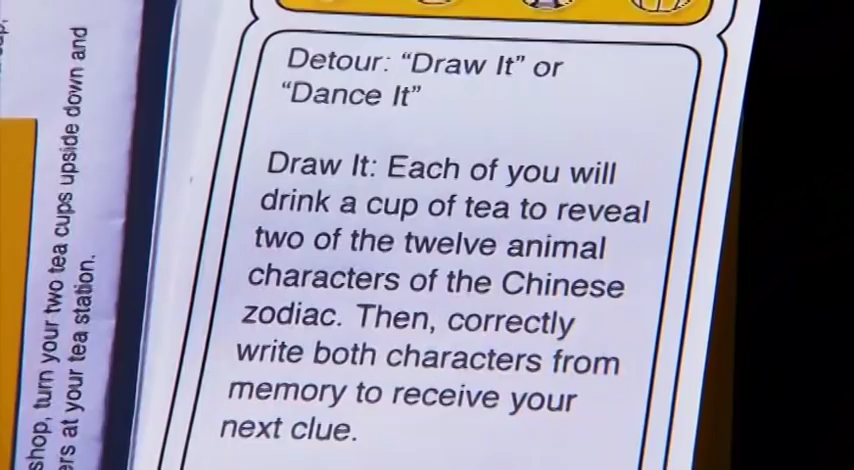 Detour: “Draw It” or
“Dance It”
Draw It: Each of you will
drink a cup of tea to reveal
two of the twelve animal
characters of the Chinese
zodiac. Then, correctly
write both characters from
memory to receive your
next clue.
shop, turn your two tea cups upside down and
at your tea station.